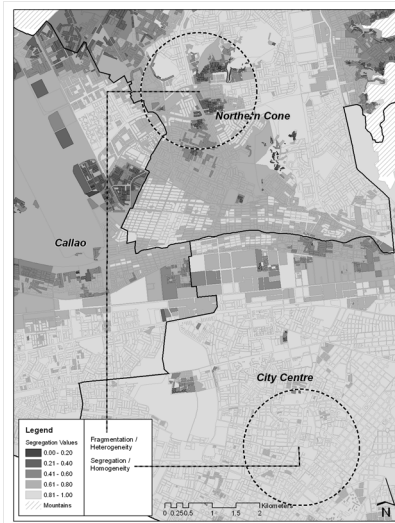 Northern Cone
Callao
City Centre
Legend
Segregation Values
0.00 - 0.20
0.21 - 0.40
0.41 - 0.60
0.61 - 0.80
0.81 - 1.00
Mountains
Fragmentation /
Heterogeneity
Segregation /
Homogeneity
Kilometers
0 0.25 0.5 1 1.5 2
N